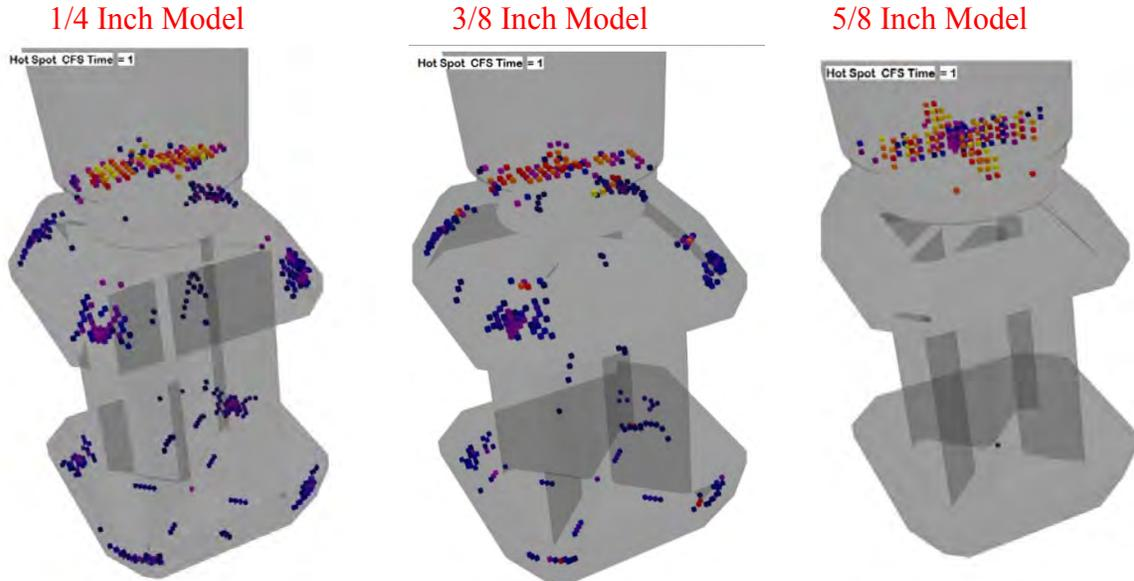 1/4 Inch Model
3/8 Inch Model
5/8 Inch Model
Hot Spot CFS Time = 1
Hot Spot CFS Time = 1
Hot Spot CFS Time = 1